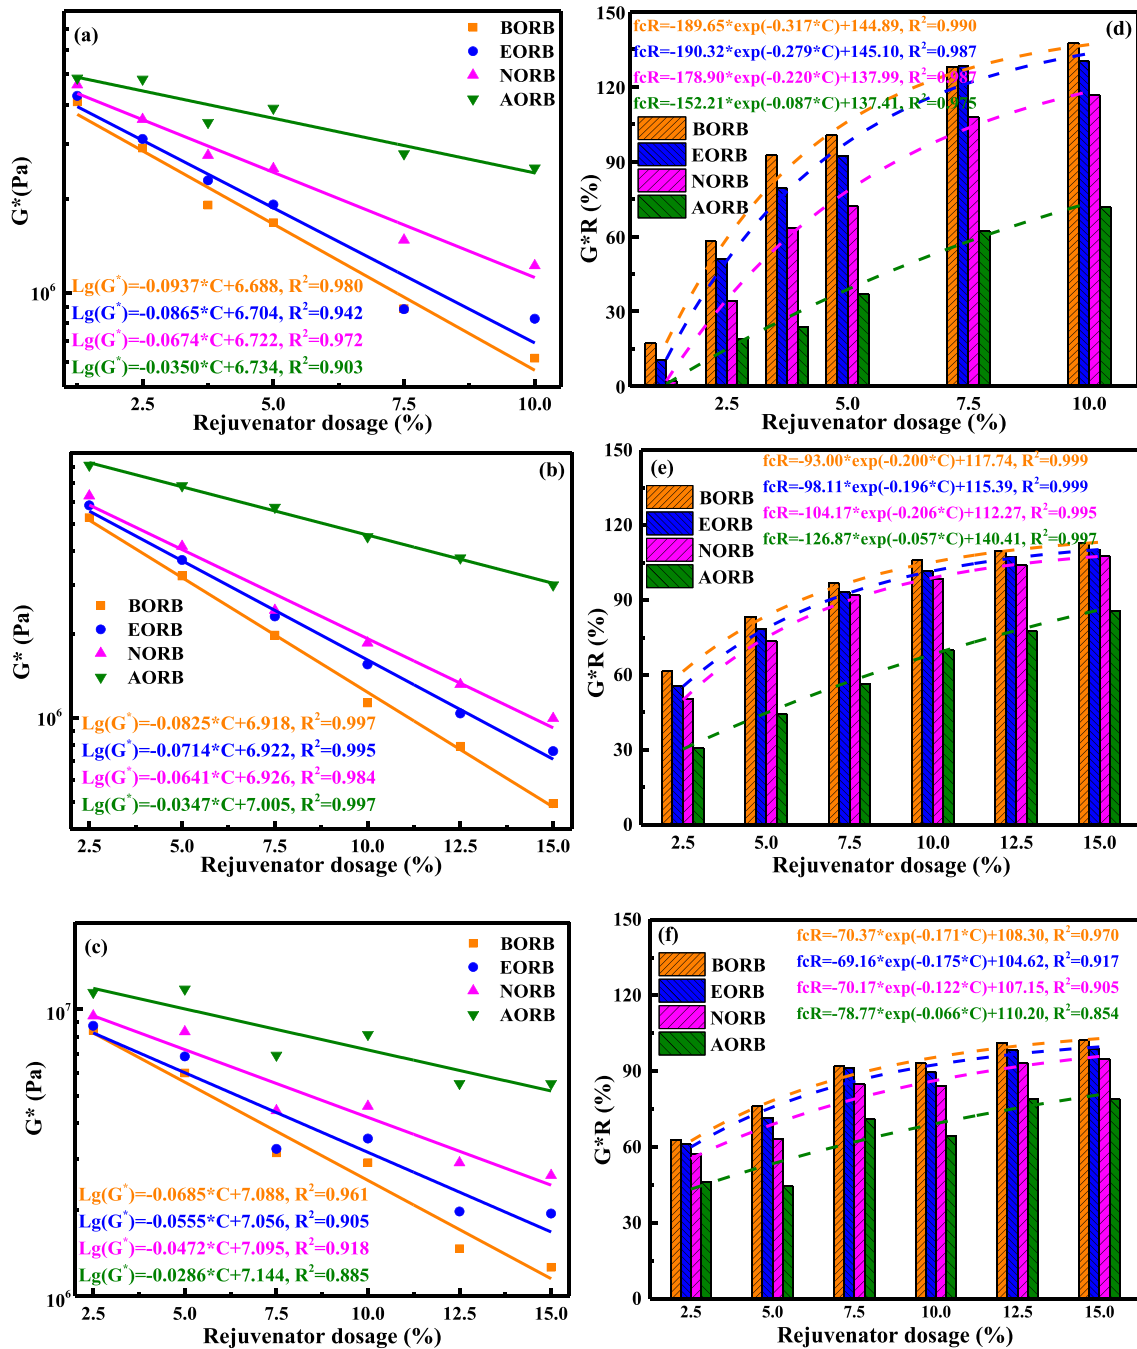 (a)
BORB
EORB
NORB
AORB
G*(Pa)
10⁶
Lg(G*)=-0.0937*C+6.688, R²=0.980
Lg(G*)=-0.0865*C+6.704, R²=0.942
Lg(G*)=-0.0674*C+6.722, R²=0.972
Lg(G*)=-0.0350*C+6.734, R²=0.903
2.5 5.0 7.5 10.0
Rejuvenator dosage (%)
(d)
fcR=-189.65*exp(-0.317*C)+144.89, R²=0.990
fcR=-190.32*exp(-0.279*C)+145.10, R²=0.987
fcR=-178.90*exp(-0.220*C)+137.99, R²=0.987
fcR=-152.21*exp(-0.087*C)+137.41, R²=0.975
BORB
EORB
NORB
AORB
G*R (%)
150
120
90
60
30
0
2.5 5.0 7.5 10.0
Rejuvenator dosage (%)
(b)
BORB
EORB
NORB
AORB
G* (Pa)
10⁶
Lg(G*)=-0.0825*C+6.918, R²=0.997
Lg(G*)=-0.0714*C+6.922, R²=0.995
Lg(G*)=-0.0641*C+6.926, R²=0.984
Lg(G*)=-0.0347*C+7.005, R²=0.997
2.5 5.0 7.5 10.0 12.5 15.0
Rejuvenator dosage (%)
(e)
fcR=-93.00*exp(-0.200*C)+117.74, R²=0.999
fcR=-98.11*exp(-0.196*C)+115.39, R²=0.999
fcR=-104.17*exp(-0.206*C)+112.27, R²=0.995
fcR=-126.87*exp(-0.057*C)+140.41, R²=0.997
BORB
EORB
NORB
AORB
G*R (%)
150
120
90
60
30
0
2.5 5.0 7.5 10.0 12.5 15.0
Rejuvenator dosage (%)
(c)
BORB
EORB
NORB
AORB
G* (Pa)
10⁷
10⁶
Lg(G*)=-0.0685*C+7.088, R²=0.961
Lg(G*)=-0.0555*C+7.056, R²=0.905
Lg(G*)=-0.0472*C+7.095, R²=0.918
Lg(G*)=-0.0286*C+7.144, R²=0.885
2.5 5.0 7.5 10.0 12.5 15.0
Rejuvenator dosage (%)
(f)
fcR=-70.37*exp(-0.171*C)+108.30, R²=0.970
fcR=-69.16*exp(-0.175*C)+104.62, R²=0.917
fcR=-70.17*exp(-0.122*C)+107.15, R²=0.905
fcR=-78.77*exp(-0.066*C)+110.20, R²=0.854
BORB
EORB
NORB
AORB
G*R (%)
150
120
90
60
30
0
2.5 5.0 7.5 10.0 12.5 15.0
Rejuvenator dosage (%)